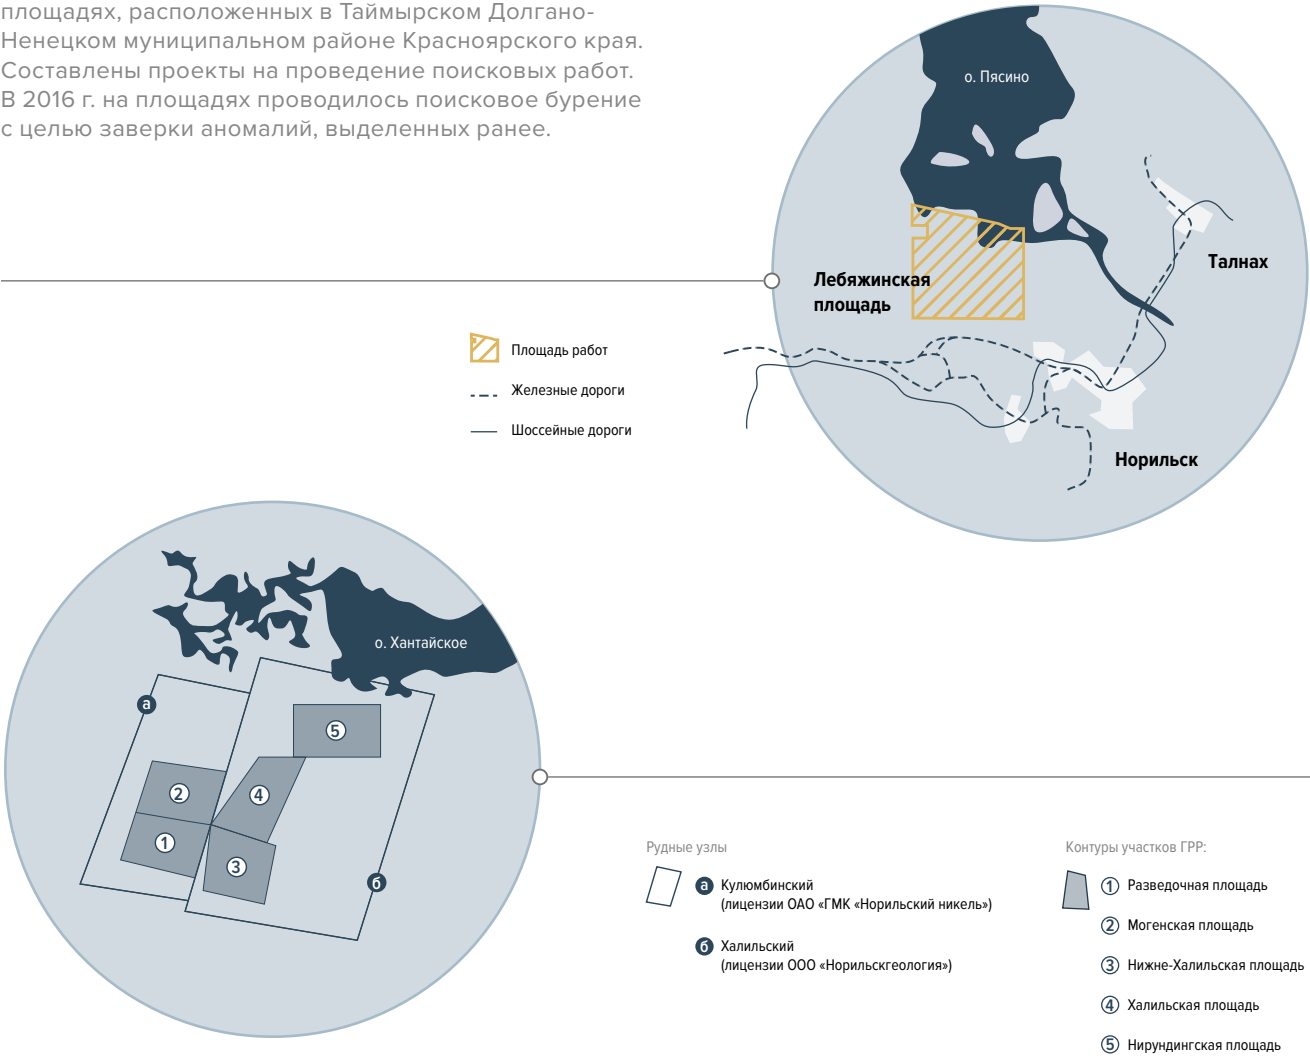 площадях, расположенных в Таймырском Долгано-
Ненецком муниципальном районе Красноярского края.
Составлены проекты на проведение поисковых работ.
В 2016 г. на площадях проводилось поисковое бурение
с целью заверки аномалий, выделенных ранее.
о. Пясино
Талнах
Лебяжинская
площадь
Норильск
Площадь работ
Железные дороги
Шоссейные дороги
о. Хантайское
а
5
2
4
1
3
б
Рудные узлы
а Кулюмбинский
(лицензии ОАО «ГМК «Норильский никель»)
б Халильский
(лицензии ООО «Норильскгеология»)
Контуры участков ГРР:
1 Разведочная площадь
2 Могенская площадь
3 Нижне-Халильская площадь
4 Халильская площадь
5 Нирундингская площадь